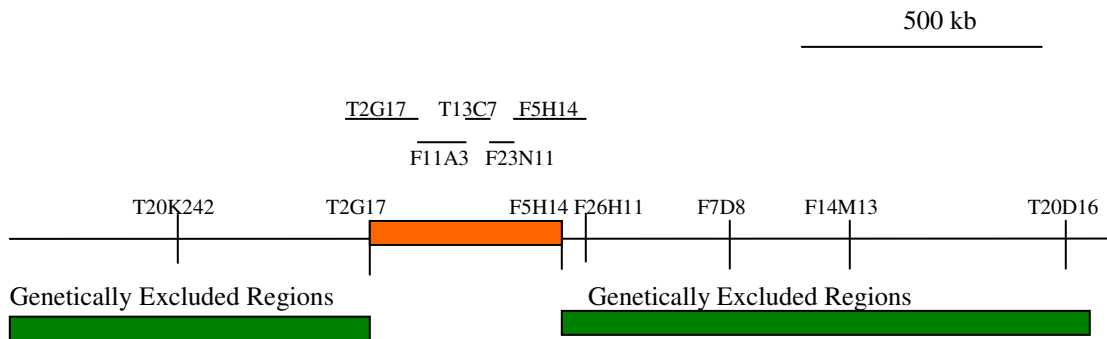 500 kb
T2G17 T13C7 F5H14
F11A3 F23N11
T20K242 T2G17 F5H14 F26H11 F7D8 F14M13 T20D16
Genetically Excluded Regions Genetically Excluded Regions